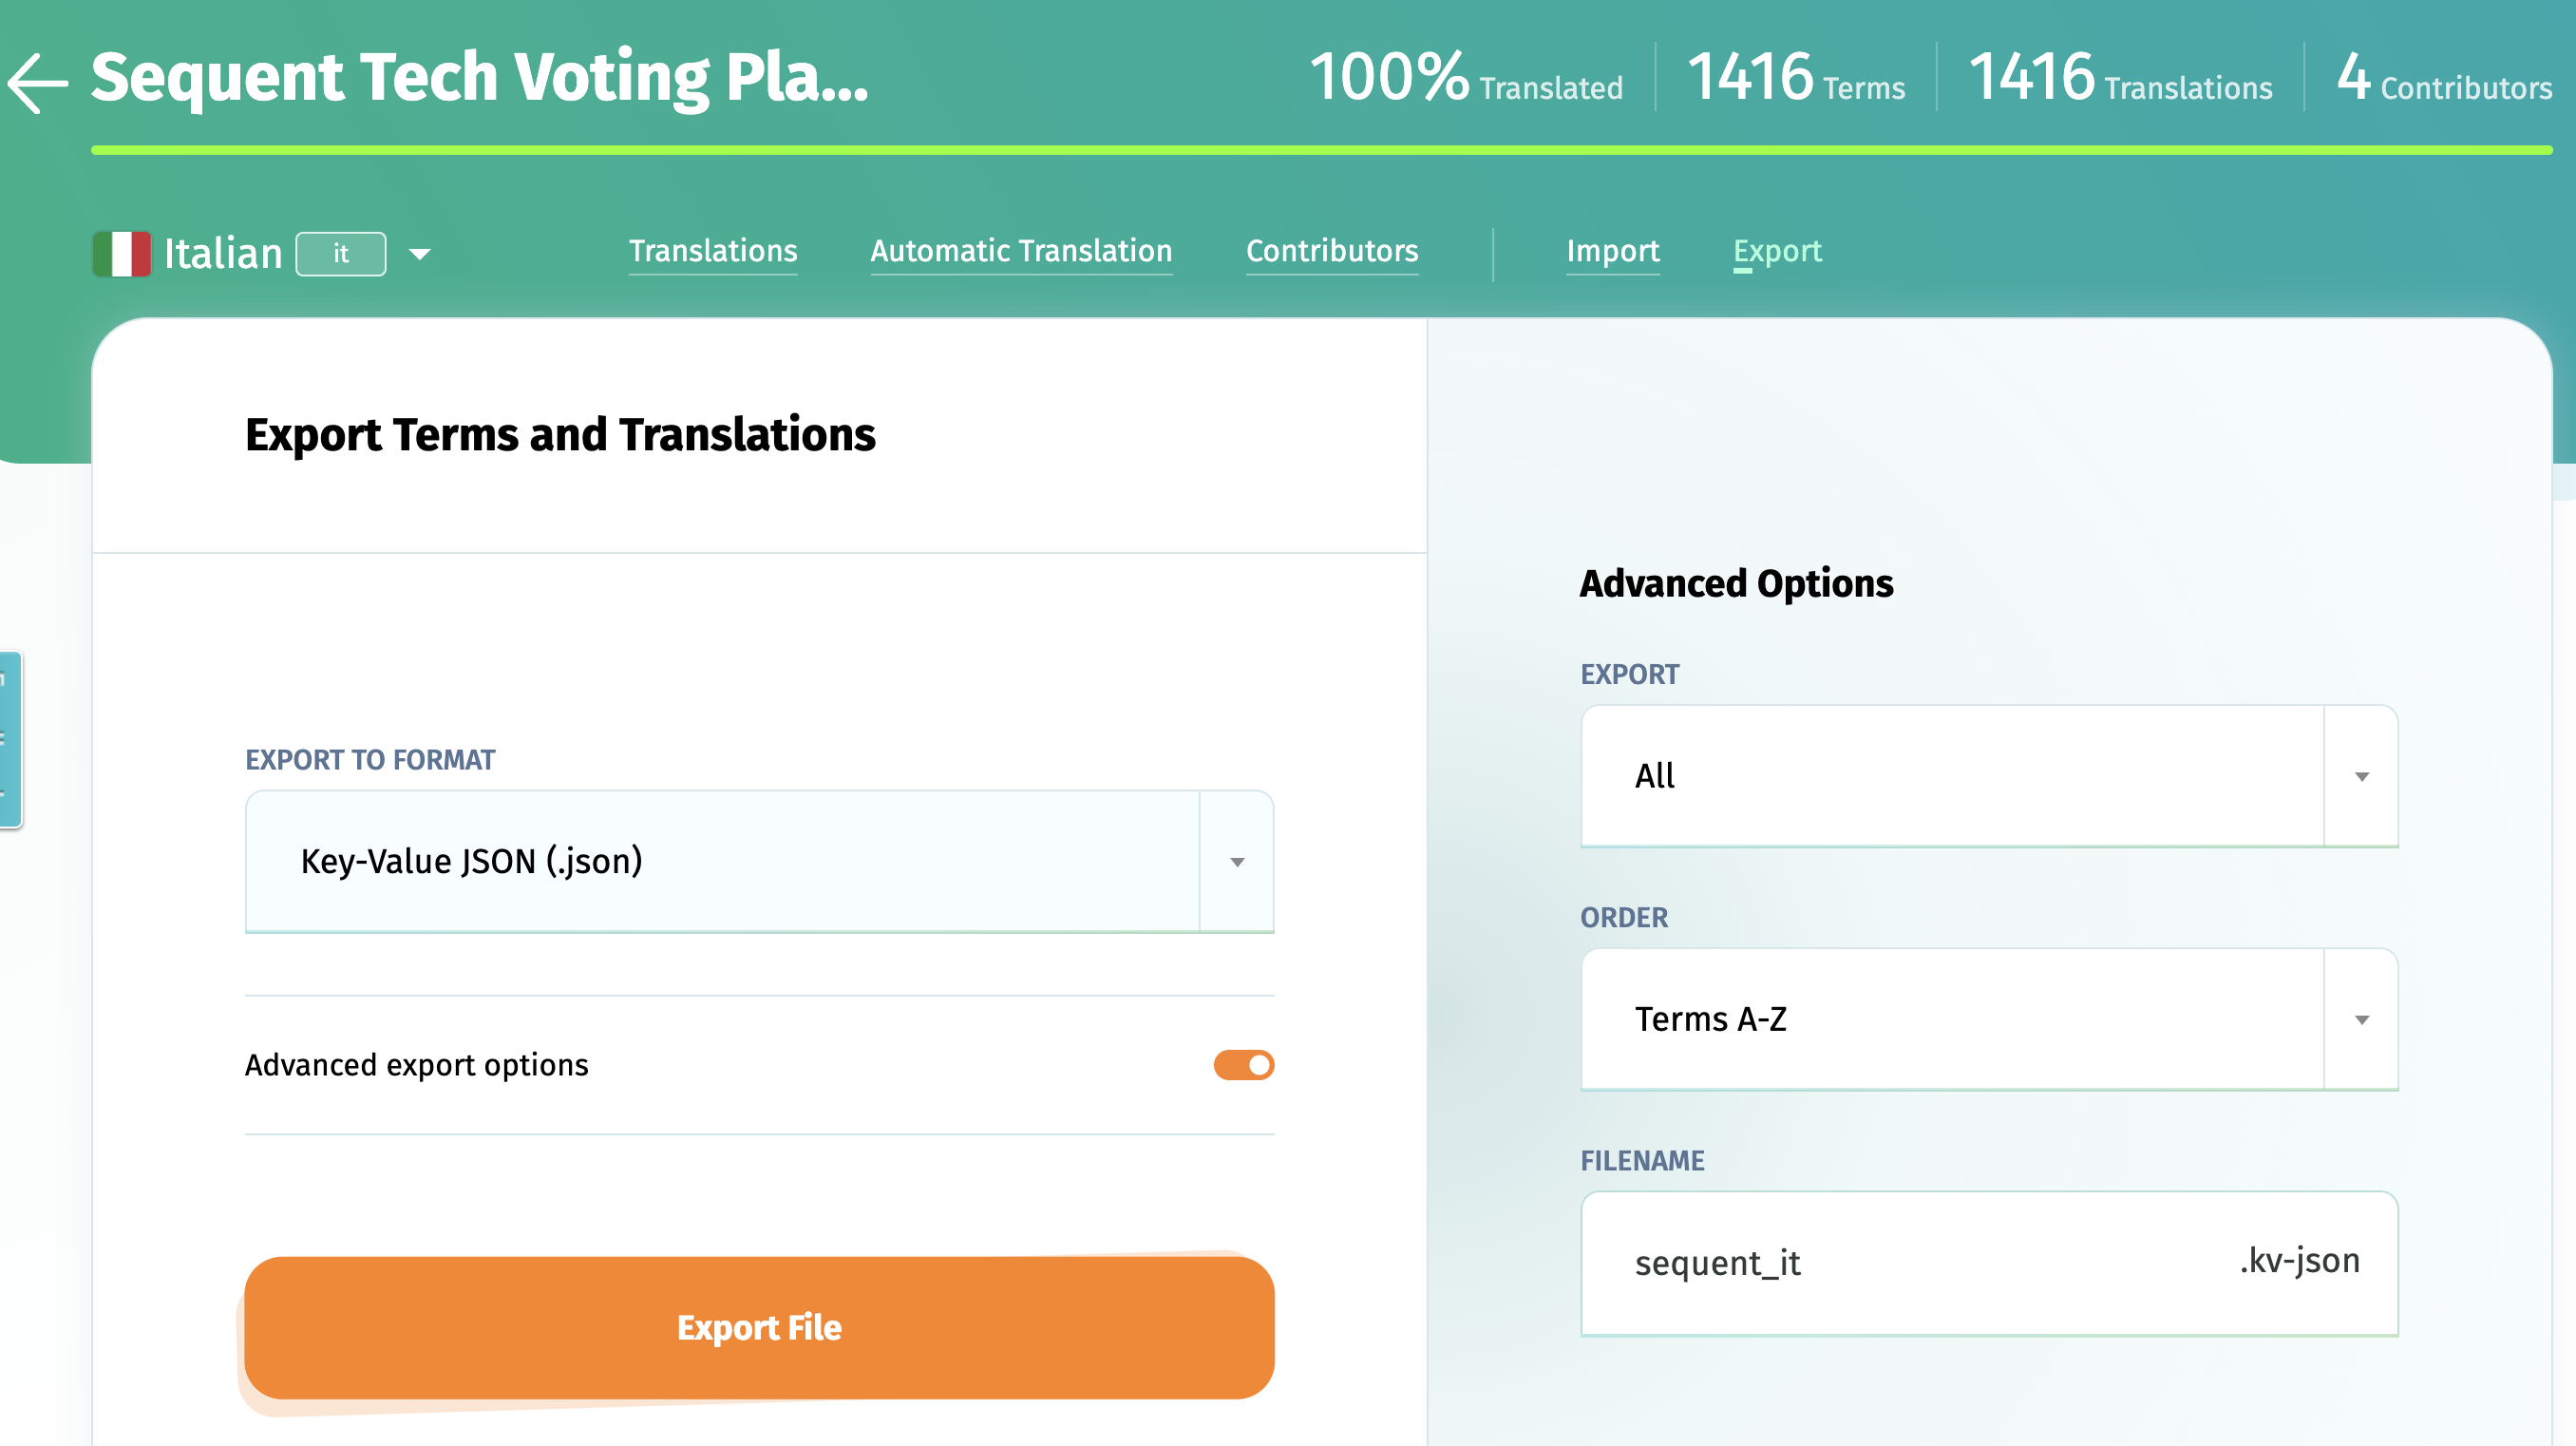 Sequent Tech Voting Pla...
100% Translated
1416 Terms
1416 Translations
4 Contributors
Italian it
Translations
Automatic Translation
Contributors
Import
Export
Export Terms and Translations
EXPORT TO FORMAT
Key-Value JSON (.json)
Advanced export options
Export File
Advanced Options
EXPORT
All
ORDER
Terms A-Z
FILENAME
sequent_it .kv-json